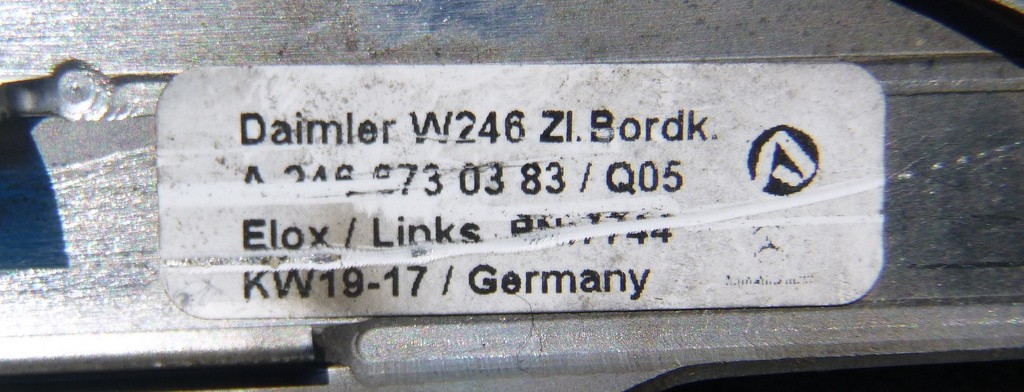 Daimler W246 Zl.Bordk.
A 246 673 03 83 / Q05
Elox / Links
KW19-17 / Germany